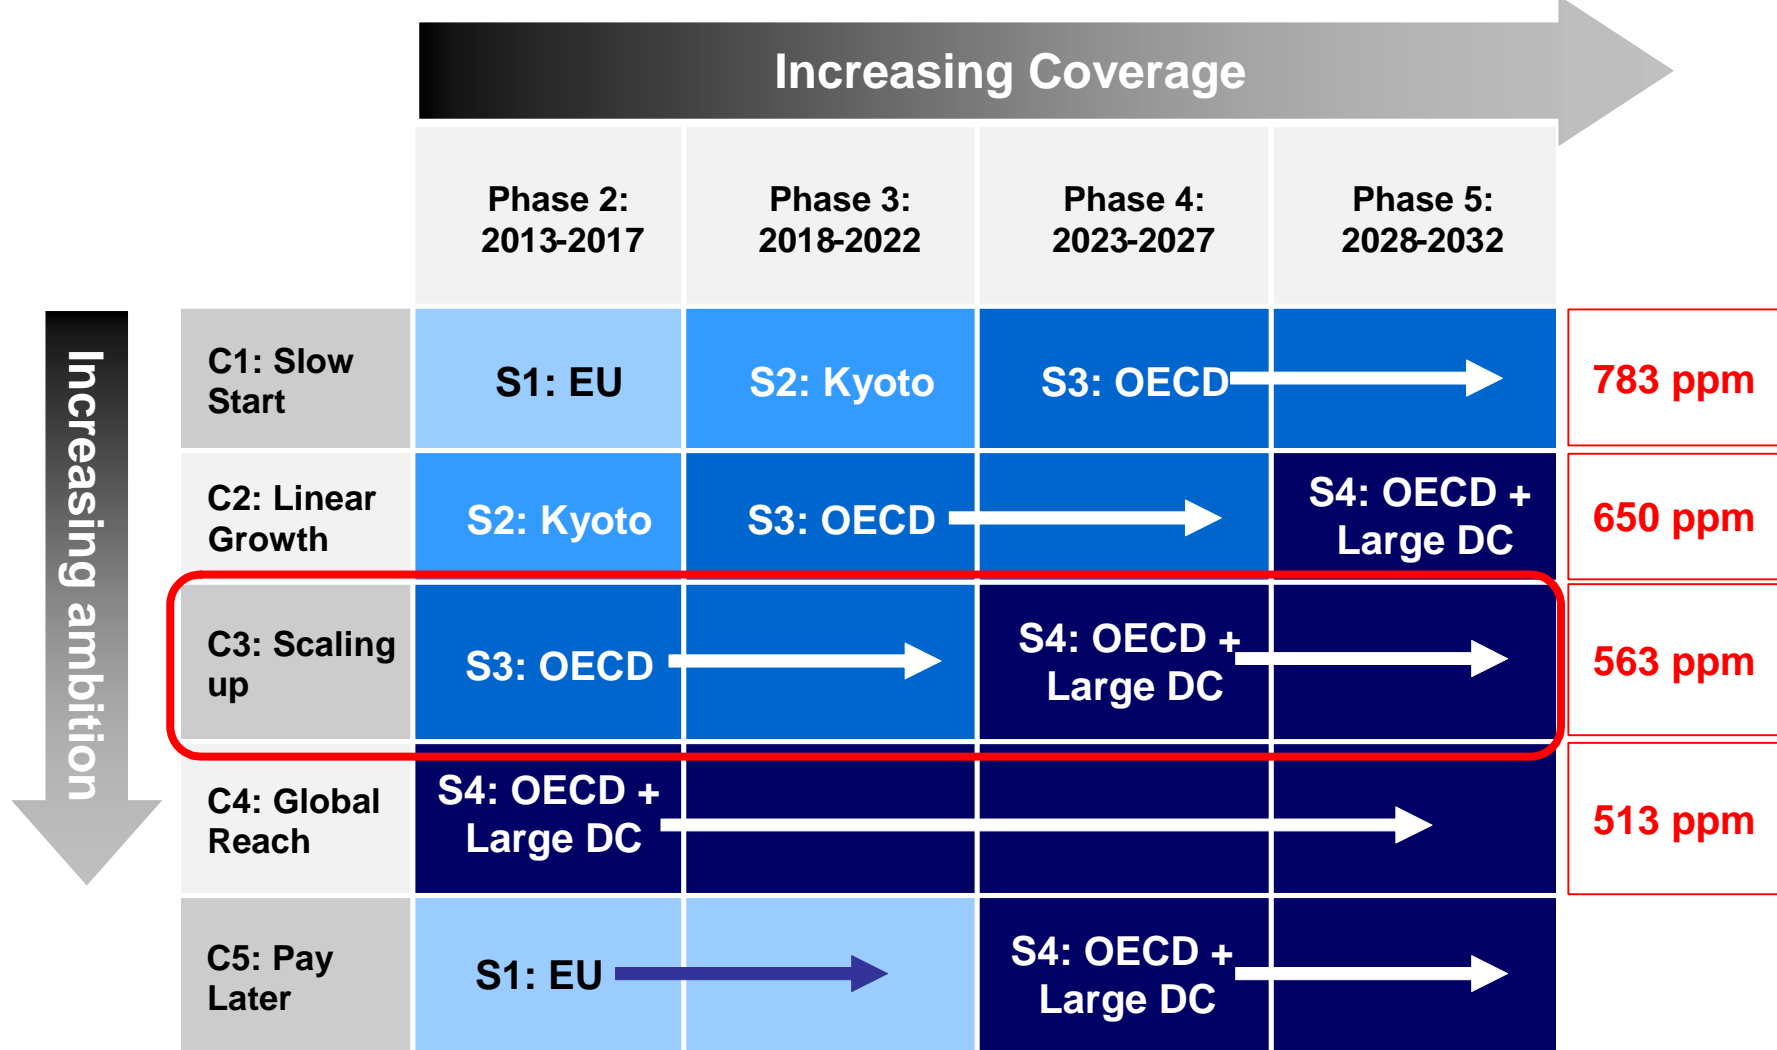 Increasing Coverage
Phase 2:
2013-2017
Phase 3:
2018-2022
Phase 4:
2023-2027
Phase 5:
2028-2032
Increasing ambition
C1: Slow
Start
S1: EU
S2: Kyoto
S3: OECD
783 ppm
C2: Linear
Growth
S2: Kyoto
S3: OECD
S4: OECD +
Large DC
650 ppm
C3: Scaling
up
S3: OECD
S4: OECD +
Large DC
563 ppm
C4: Global
Reach
S4: OECD +
Large DC
513 ppm
C5: Pay
Later
S1: EU
S4: OECD +
Large DC